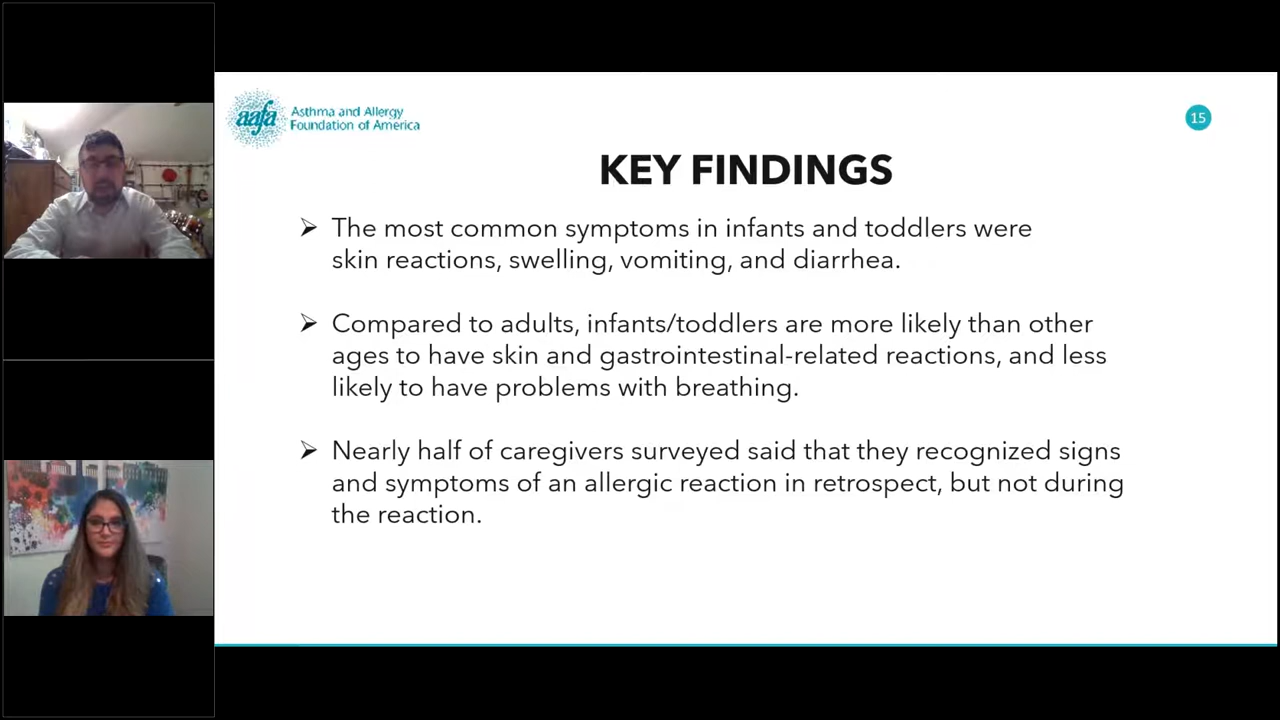 aafa
Asthma and Allergy
Foundation of America
15
KEY FINDINGS
➢ The most common symptoms in infants and toddlers were
skin reactions, swelling, vomiting, and diarrhea.
➢ Compared to adults, infants/toddlers are more likely than other
ages to have skin and gastrointestinal-related reactions, and less
likely to have problems with breathing.
➢ Nearly half of caregivers surveyed said that they recognized signs
and symptoms of an allergic reaction in retrospect, but not during
the reaction.